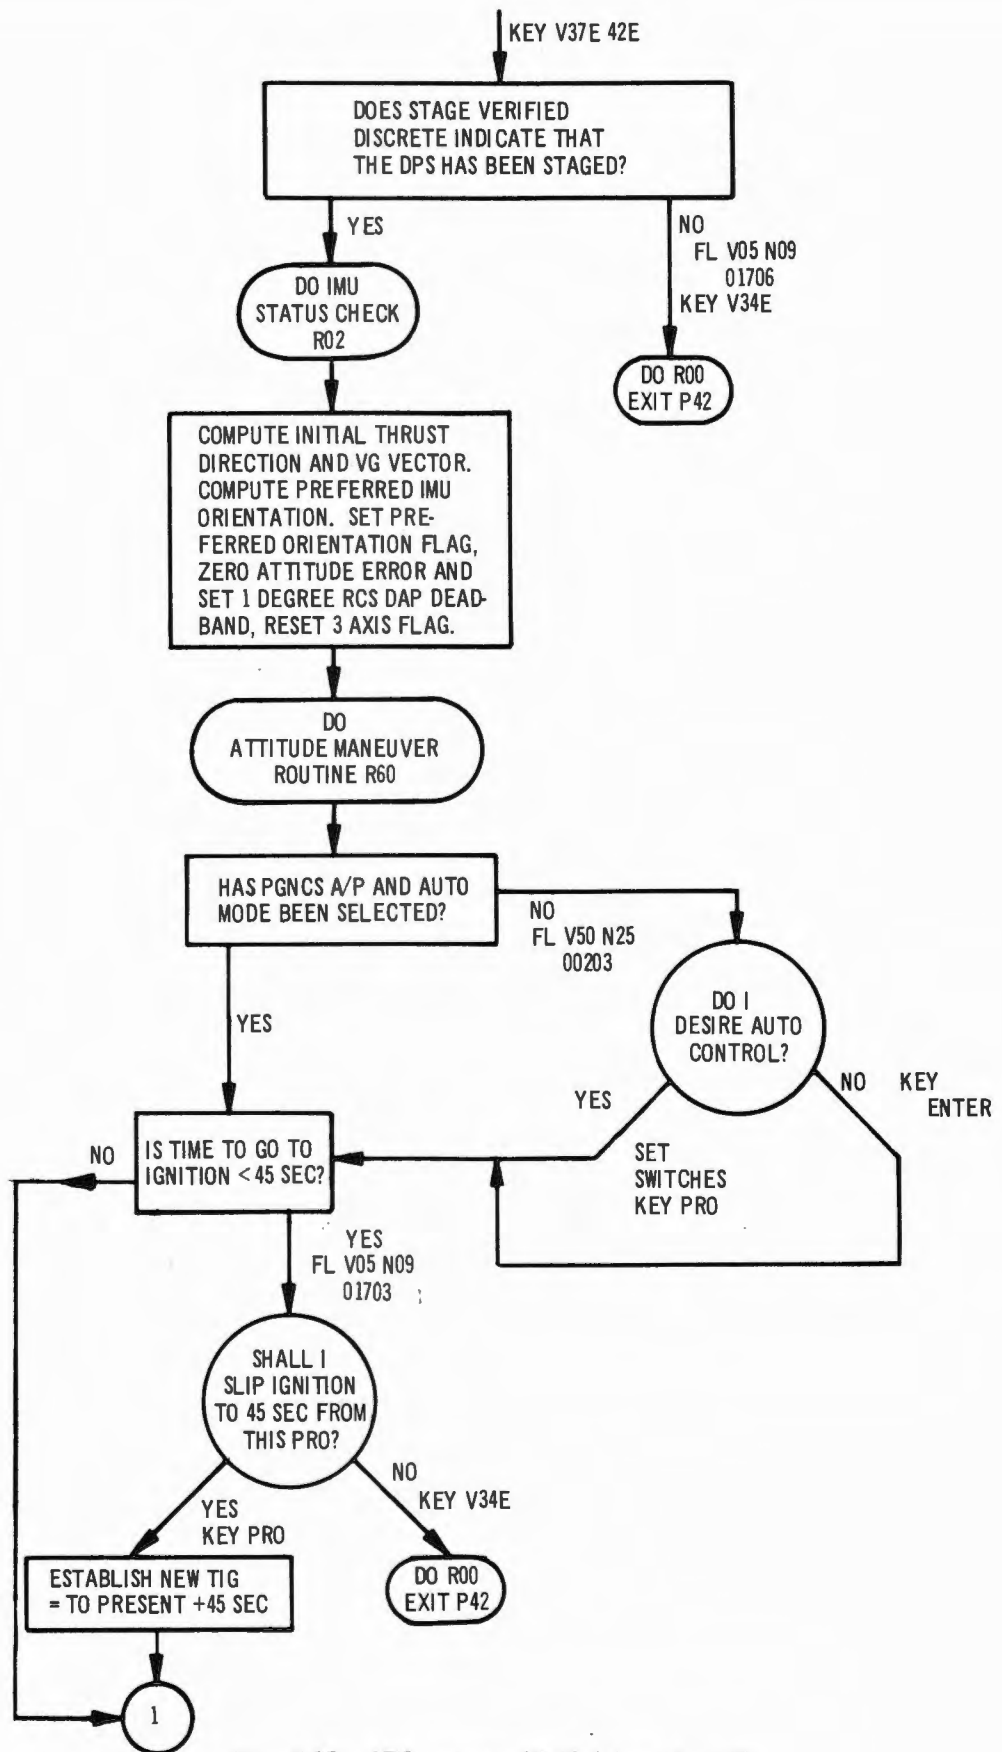 KEY V37E 42E
DOES STAGE VERIFIED
DISCRETE INDICATE THAT
THE DPS HAS BEEN STAGED?
YES
NO
FL V05 N09
01706
KEY V34E
DO IMU
STATUS CHECK
R02
DO R00
EXIT P42
COMPUTE INITIAL THRUST
DIRECTION AND VG VECTOR.
COMPUTE PREFERRED IMU
ORIENTATION. SET PRE-
FERRED ORIENTATION FLAG,
ZERO ATTITUDE ERROR AND
SET 1 DEGREE RCS DAP DEAD-
BAND, RESET 3 AXIS FLAG.
DO
ATTITUDE MANEUVER
ROUTINE R60
HAS PGNCS A/P AND AUTO
MODE BEEN SELECTED?
NO
FL V50 N25
00203
YES
DO I
DESIRE AUTO
CONTROL?
YES
NO KEY
ENTER
SET
SWITCHES
KEY PRO
NO
IS TIME TO GO TO
IGNITION < 45 SEC?
YES
FL V05 N09
01703
SHALL I
SLIP IGNITION
TO 45 SEC FROM
THIS PRO?
YES
KEY PRO
NO
KEY V34E
ESTABLISH NEW TIG
= TO PRESENT +45 SEC
DO R00
EXIT P42
1